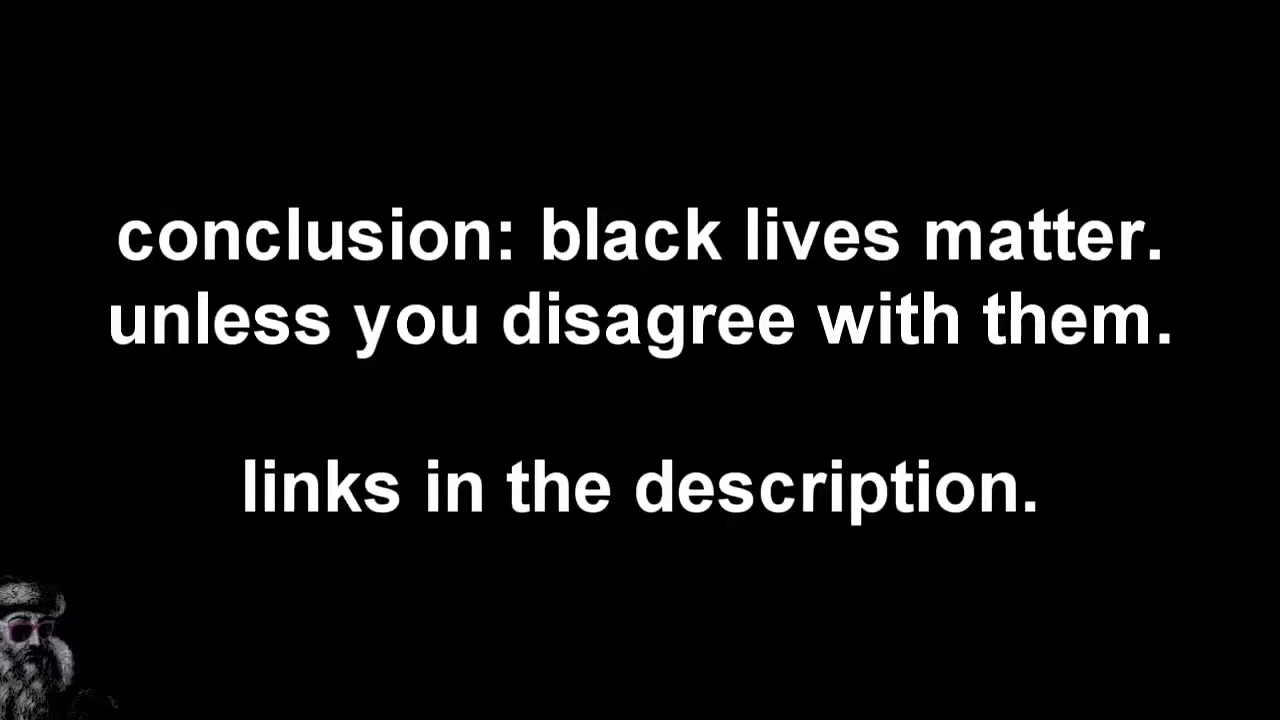 conclusion: black lives matter.
unless you disagree with them.
links in the description.